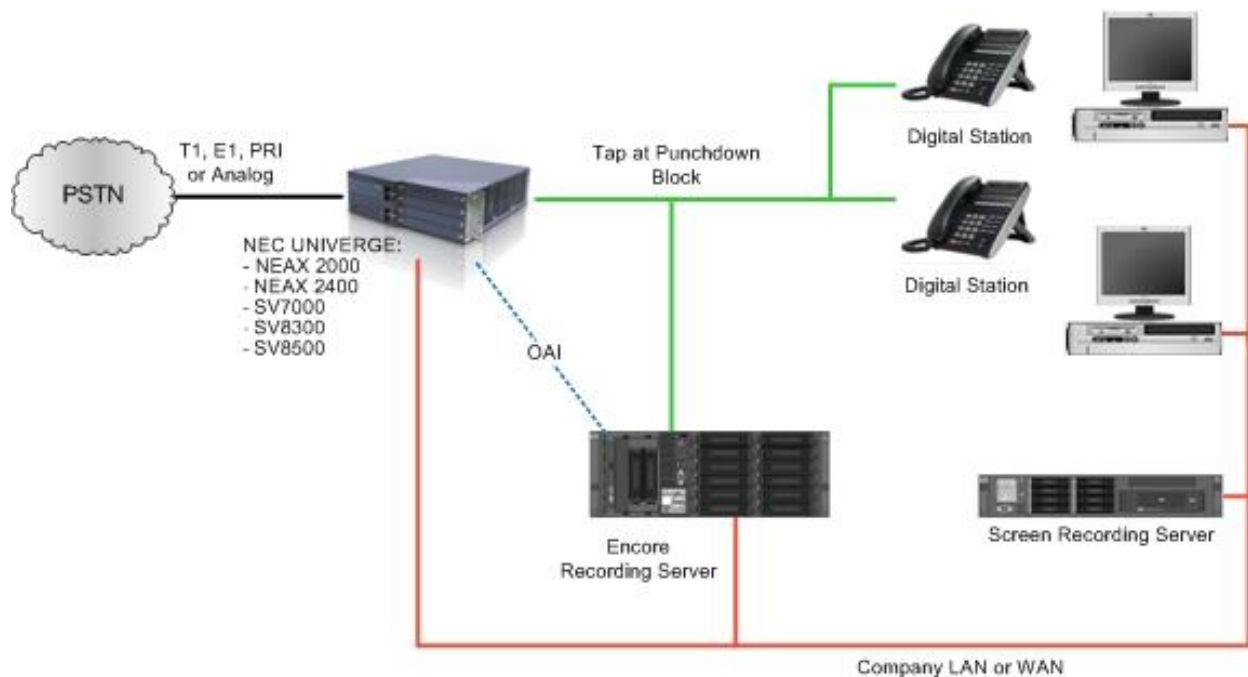 T1, E1, PRI
or Analog
PSTN
NEC UNIVERGE:
- NEAX 2000
- NEAX 2400
- SV7000
- SV8300
- SV8500
Tap at Punchdown
Block
Digital Station
Digital Station
OAI
Encore
Recording Server
Screen Recording Server
Company LAN or WAN